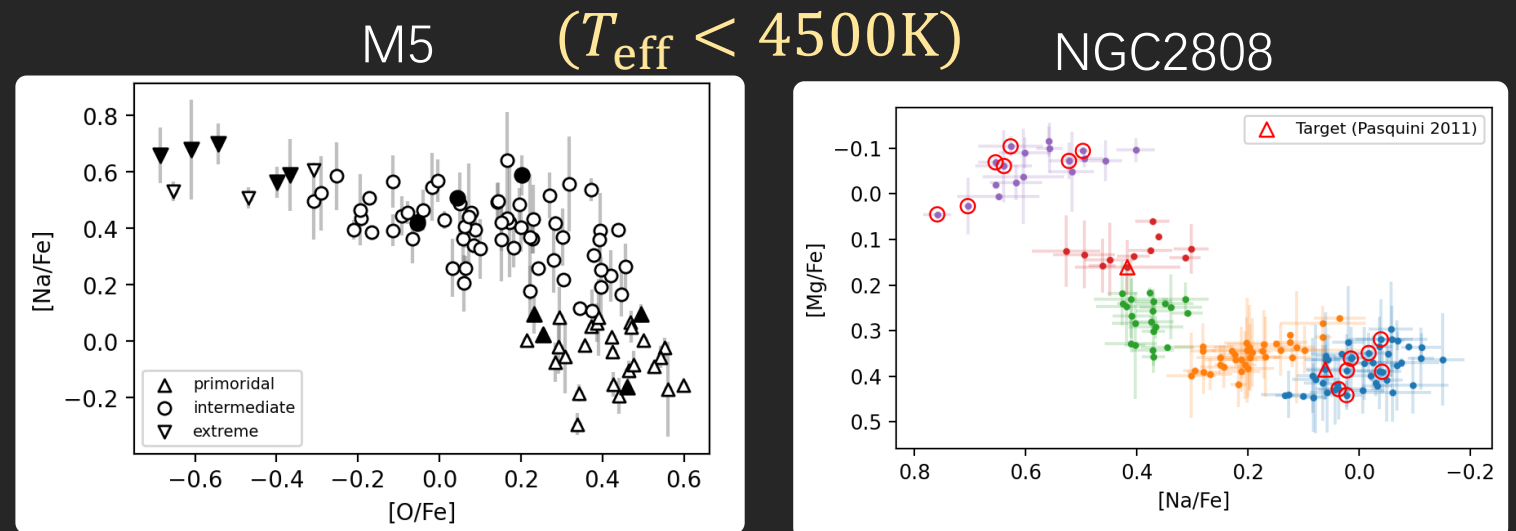 M5
(T_eff < 4500K)
NGC2808
0.8
0.6
0.4
0.2
0.0
−0.2
[Na/Fe]
primoridal
intermediate
extreme
−0.6 −0.4 −0.2 0.0 0.2 0.4 0.6
[O/Fe]
Target (Pasquini 2011)
−0.1
0.0
0.1
0.2
0.3
0.4
0.5
[Mg/Fe]
0.8 0.6 0.4 0.2 0.0 −0.2
[Na/Fe]